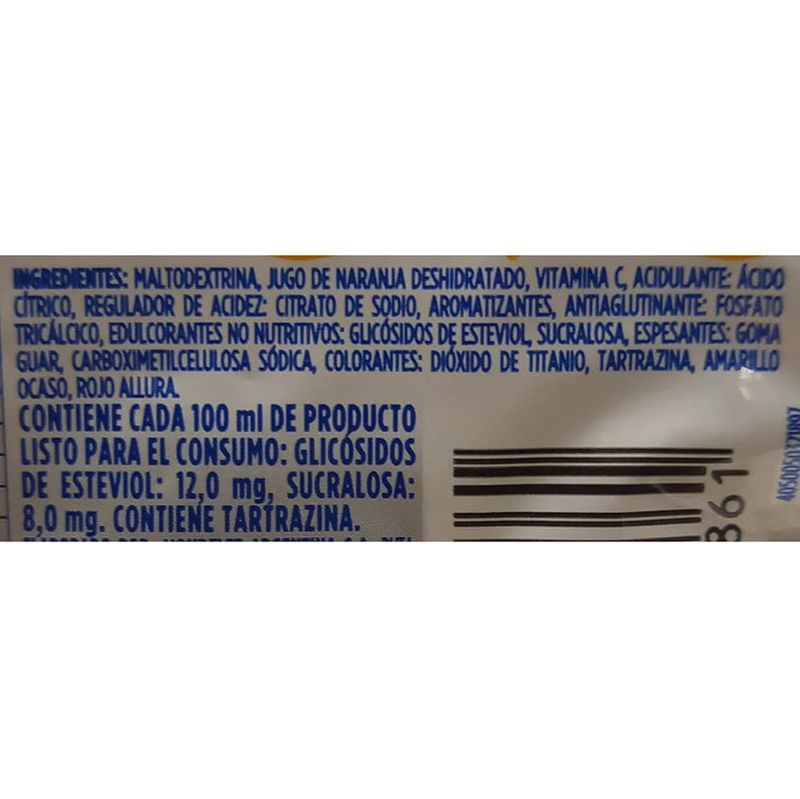 INGREDIENTES: MALTODEXTRINA, JUGO DE NARANJA DESHIDRATADO, VITAMINA C, ACIDULANTE: ÁCIDO
CÍTRICO, REGULADOR DE ACIDEZ: CITRATO DE SODIO, AROMATIZANTES, ANTIAGLUTINANTE: FOSFATO
TRICÁLCICO, EDULCORANTES NO NUTRITIVOS: GLICÓSIDOS DE ESTEVIOL, SUCRALOSA, ESPESANTES: GOMA
GUAR, CARBOXIMETILCELULOSA SÓDICA, COLORANTES: DIÓXIDO DE TITANIO, TARTRAZINA, AMARILLO
OCASO, ROJO ALLURA.
CONTIENE CADA 100 ml DE PRODUCTO
LISTO PARA EL CONSUMO: GLICÓSIDOS
DE ESTEVIOL: 12,0 mg, SUCRALOSA:
8,0 mg. CONTIENE TARTRAZINA.
861